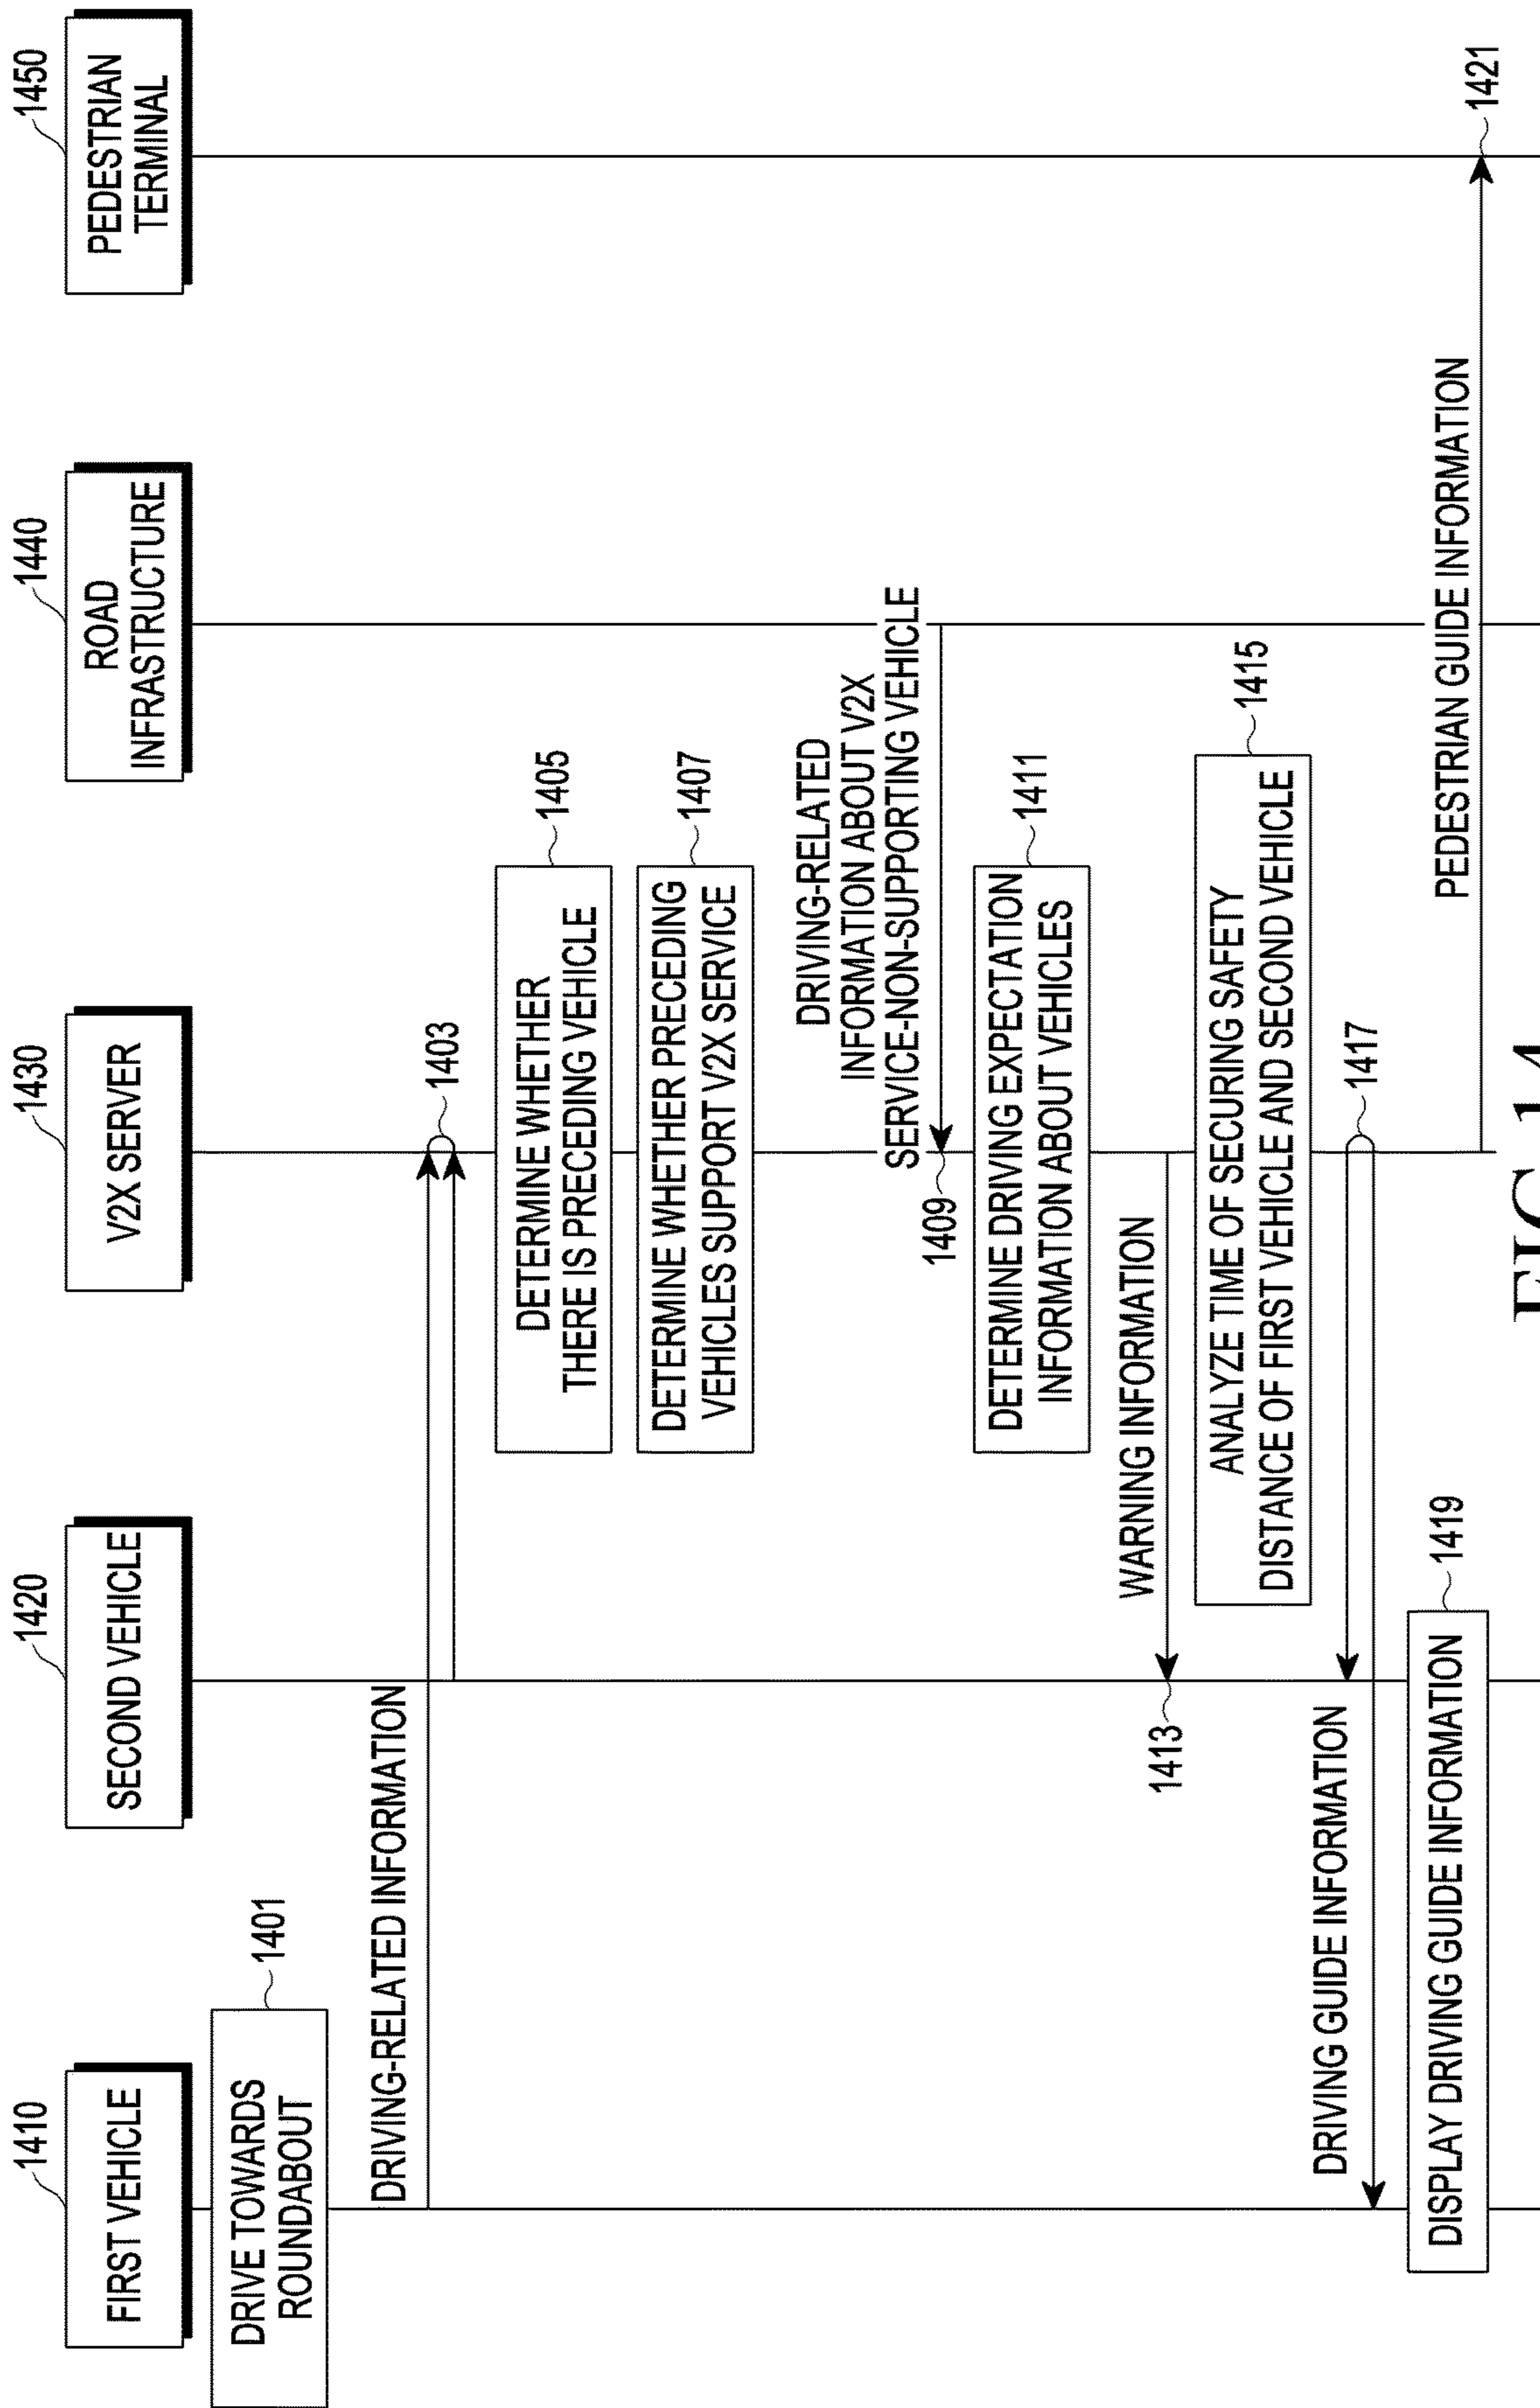 1410
FIRST VEHICLE
1420
SECOND VEHICLE
1430
V2X SERVER
1440
ROAD
INFRASTRUCTURE
1450
PEDESTRIAN
TERMINAL
DRIVE TOWARDS
ROUNDABOUT
1401
DRIVING-RELATED INFORMATION
1403
DETERMINE WHETHER
THERE IS PRECEDING VEHICLE
1405
DETERMINE WHETHER PRECEDING
VEHICLES SUPPORT V2X SERVICE
1407
DRIVING-RELATED
INFORMATION ABOUT V2X
SERVICE-NON-SUPPORTING VEHICLE
1409
DETERMINE DRIVING EXPECTATION
INFORMATION ABOUT VEHICLES
1411
WARNING INFORMATION
1413
ANALYZE TIME OF SECURING SAFETY
DISTANCE OF FIRST VEHICLE AND SECOND VEHICLE
1415
DRIVING GUIDE INFORMATION
1417
DISPLAY DRIVING GUIDE INFORMATION
1419
PEDESTRIAN GUIDE INFORMATION
1421
FIG. 14